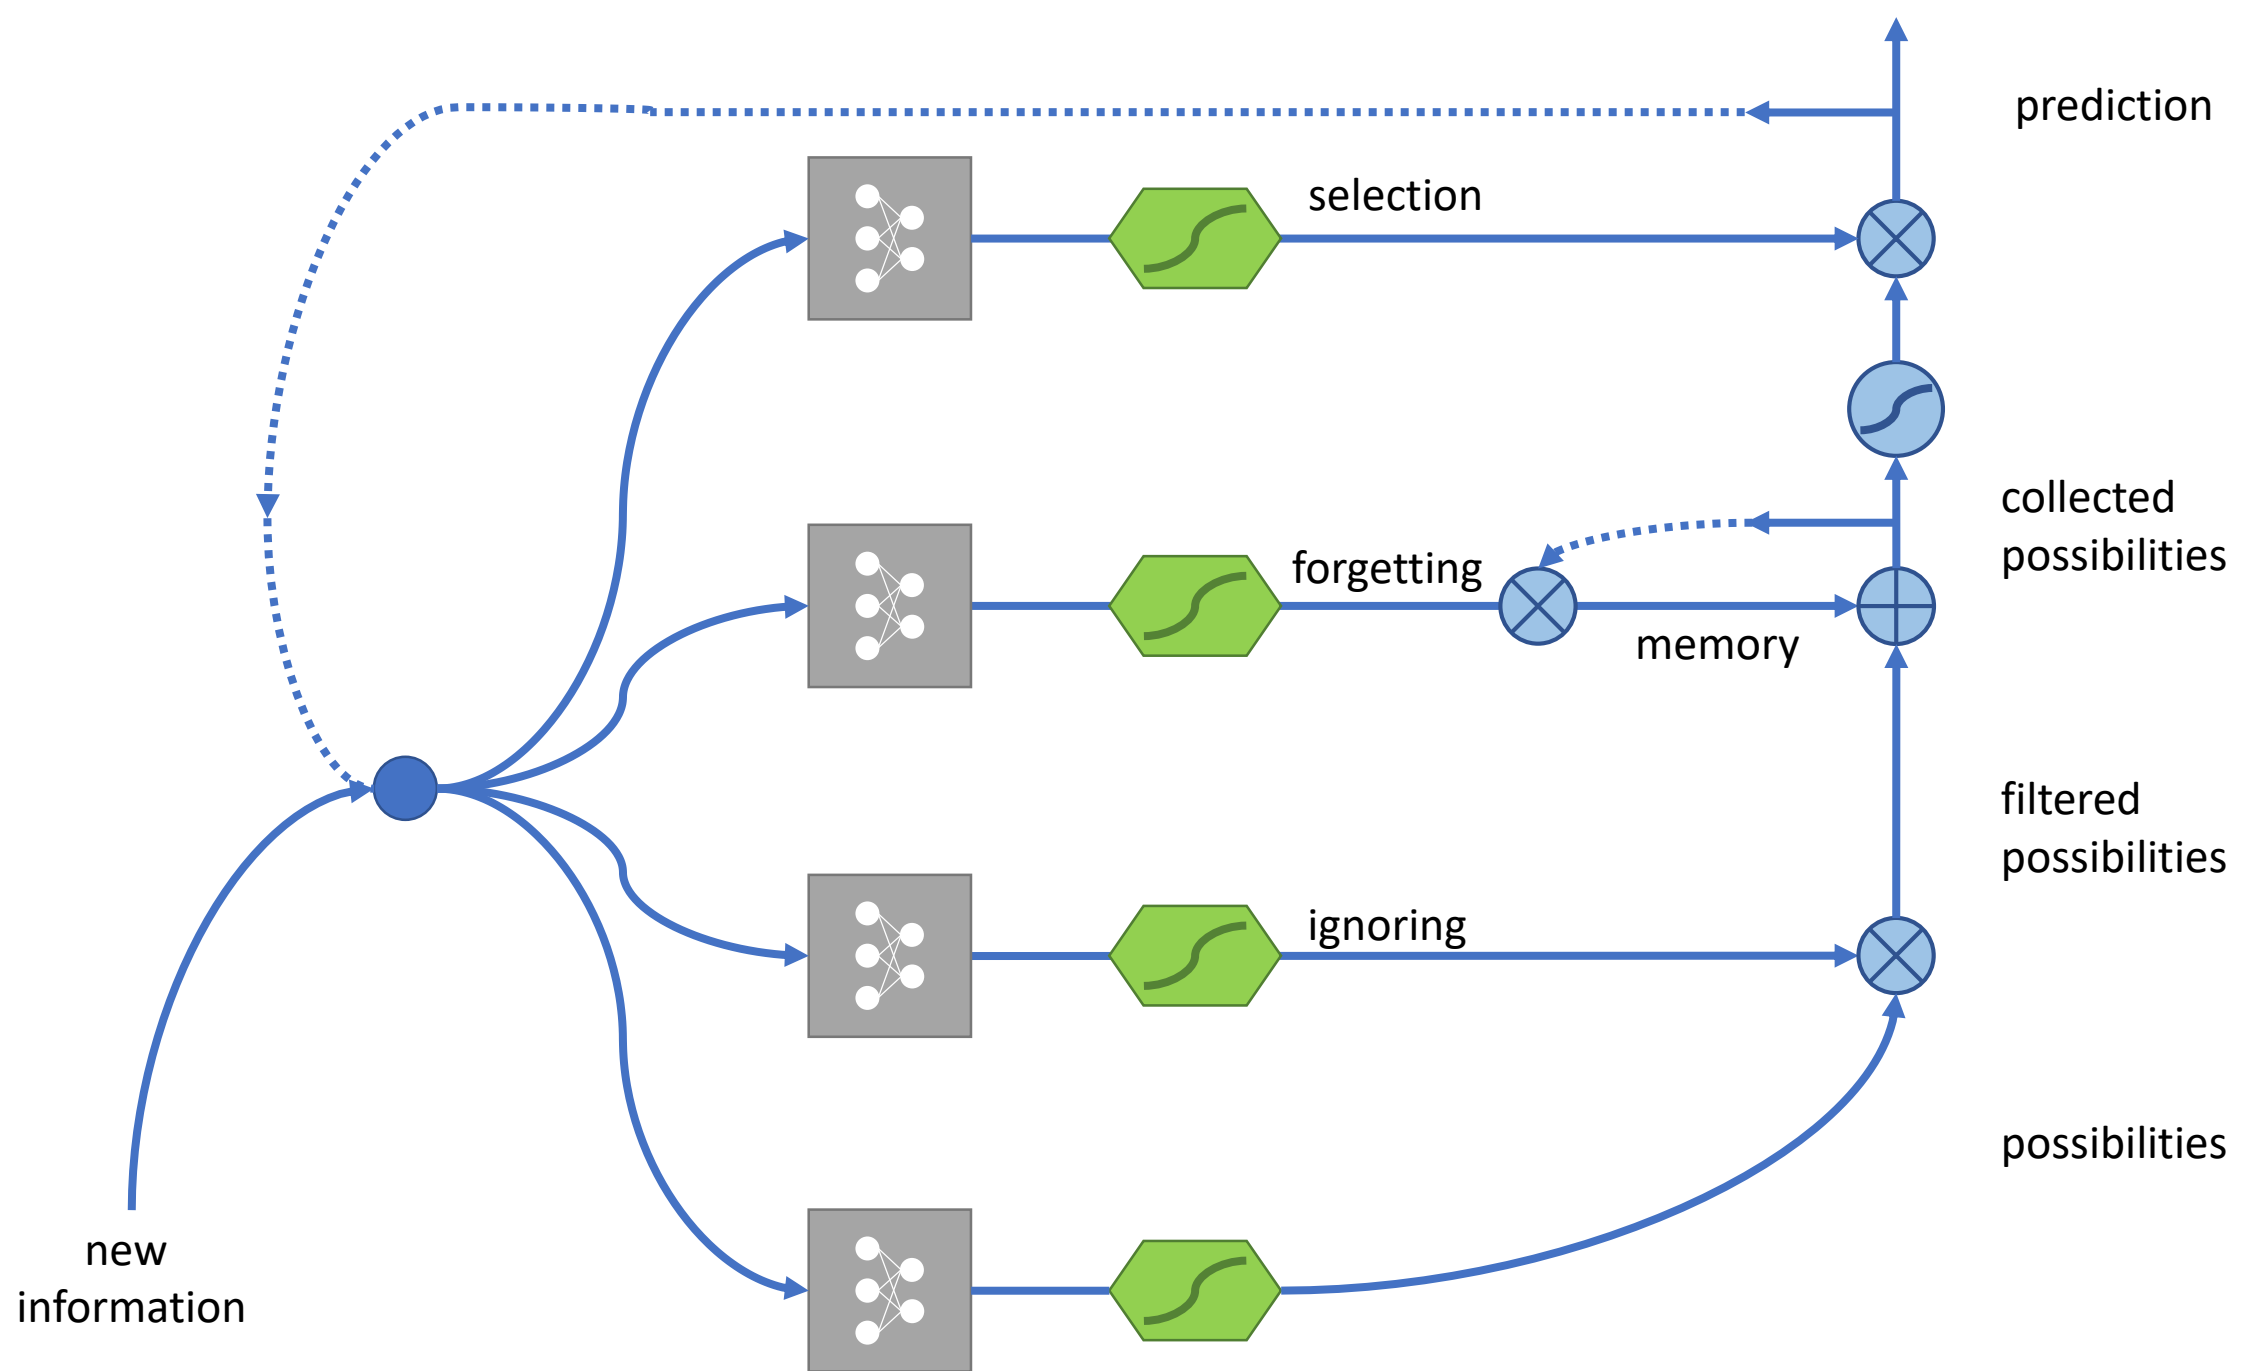 prediction
selection
collected
possibilities
forgetting
memory
filtered
possibilities
ignoring
possibilities
new
information